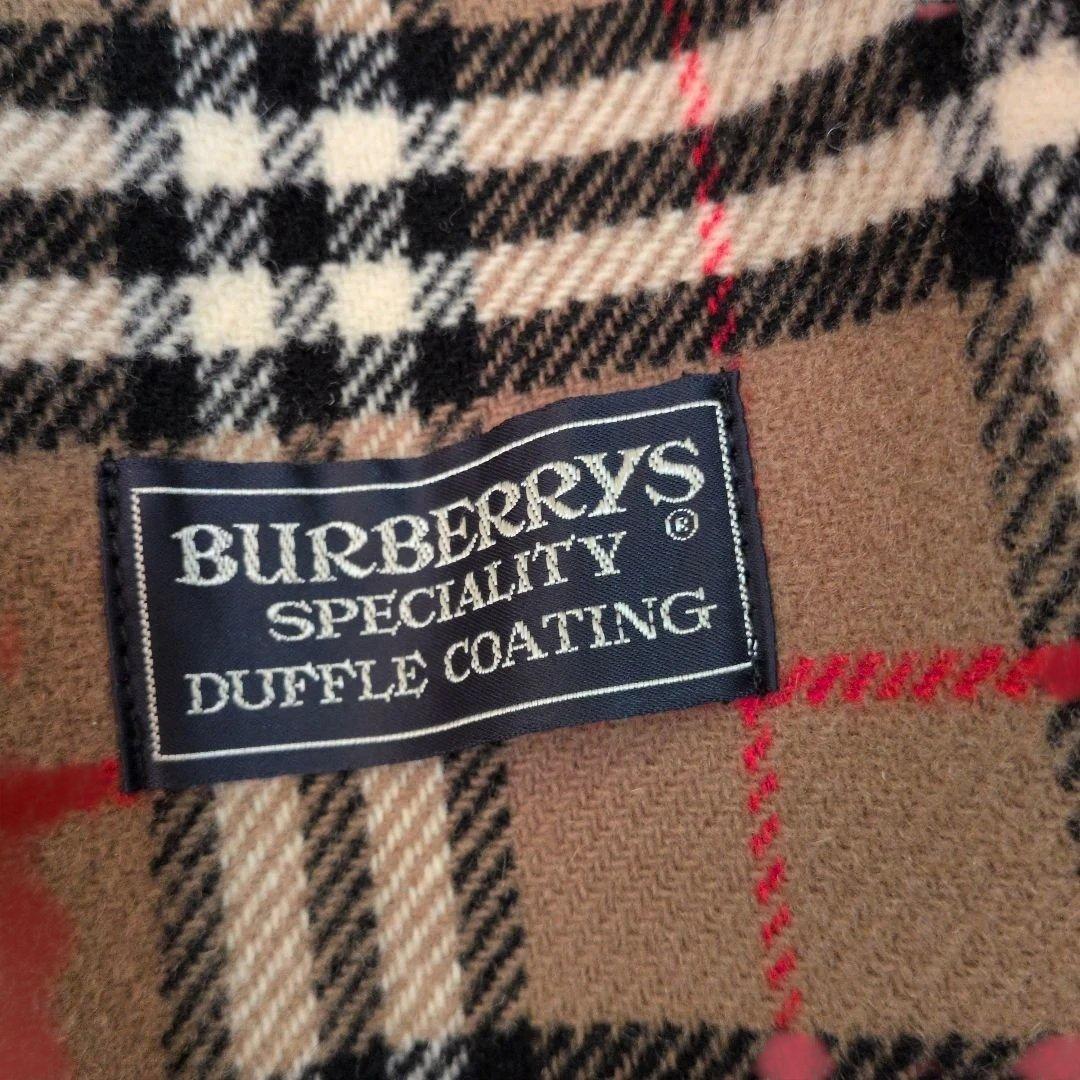 BURBERRYS
®
SPECIALITY
DUFFLE COATING